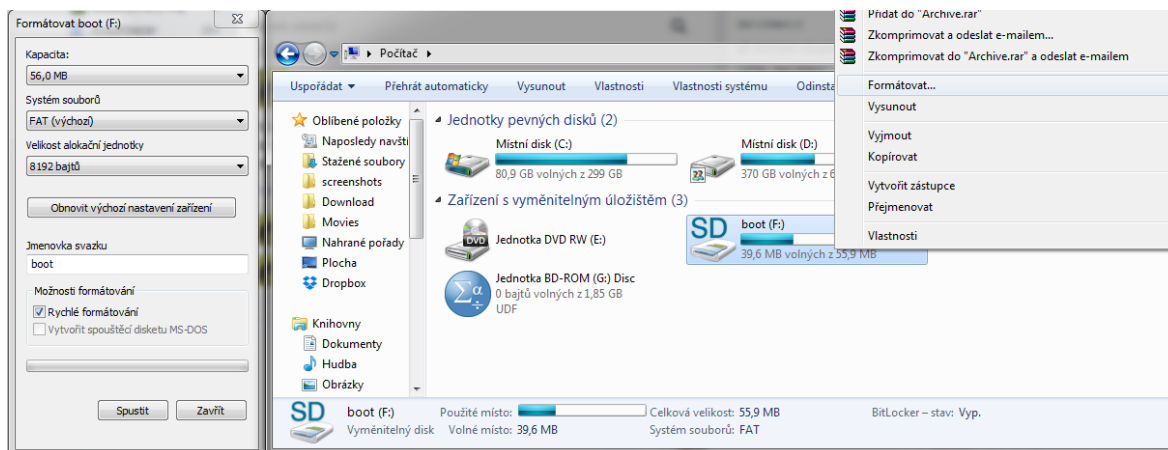 Formátovat boot (F:)
Kapacita:
56,0 MB
Systém souborů
FAT (výchozí)
Velikost alokační jednotky
8192 bajtů
Obnovit výchozí nastavení zařízení
Jmenovka svazku
boot
Možnosti formátování
Rychlé formátování
Vytvořit spouštěcí disketu MS-DOS
Spustit
Zavřít
Počítač
Uspořádat
Přehrát automaticky
Vysunout
Vlastnosti
Vlastnosti systému
Odinsta
Oblíbené položky
Naposledy navšti
Stažené soubory
screenshots
Download
Movies
Nahrané pořady
Plocha
Dropbox
Knihovny
Dokumenty
Hudba
Obrázky
Jednotky pevných disků (2)
Místní disk (C:)
80,9 GB volných z 299 GB
Místní disk (D:)
370 GB volných z 6
Zařízení s vyměnitelným úložištěm (3)
DVD
Jednotka DVD RW (E:)
SD
boot (F:)
39,6 MB volných z 55,9 MB
Jednotka BD-ROM (G:) Disc
0 bajtů volných z 1,85 GB
UDF
Přidat do "Archive.rar"
Zkomprimovat a odeslat e-mailem...
Zkomprimovat do "Archive.rar" a odeslat e-mailem
Formátovat...
Vysunout
Vyjmout
Kopírovat
Vytvořit zástupce
Přejmenovat
Vlastnosti
SD
boot (F:)
Použité místo:
Celková velikost: 55,9 MB
BitLocker – stav: Vyp.
Vyměnitelný disk
Volné místo: 39,6 MB
Systém souborů: FAT